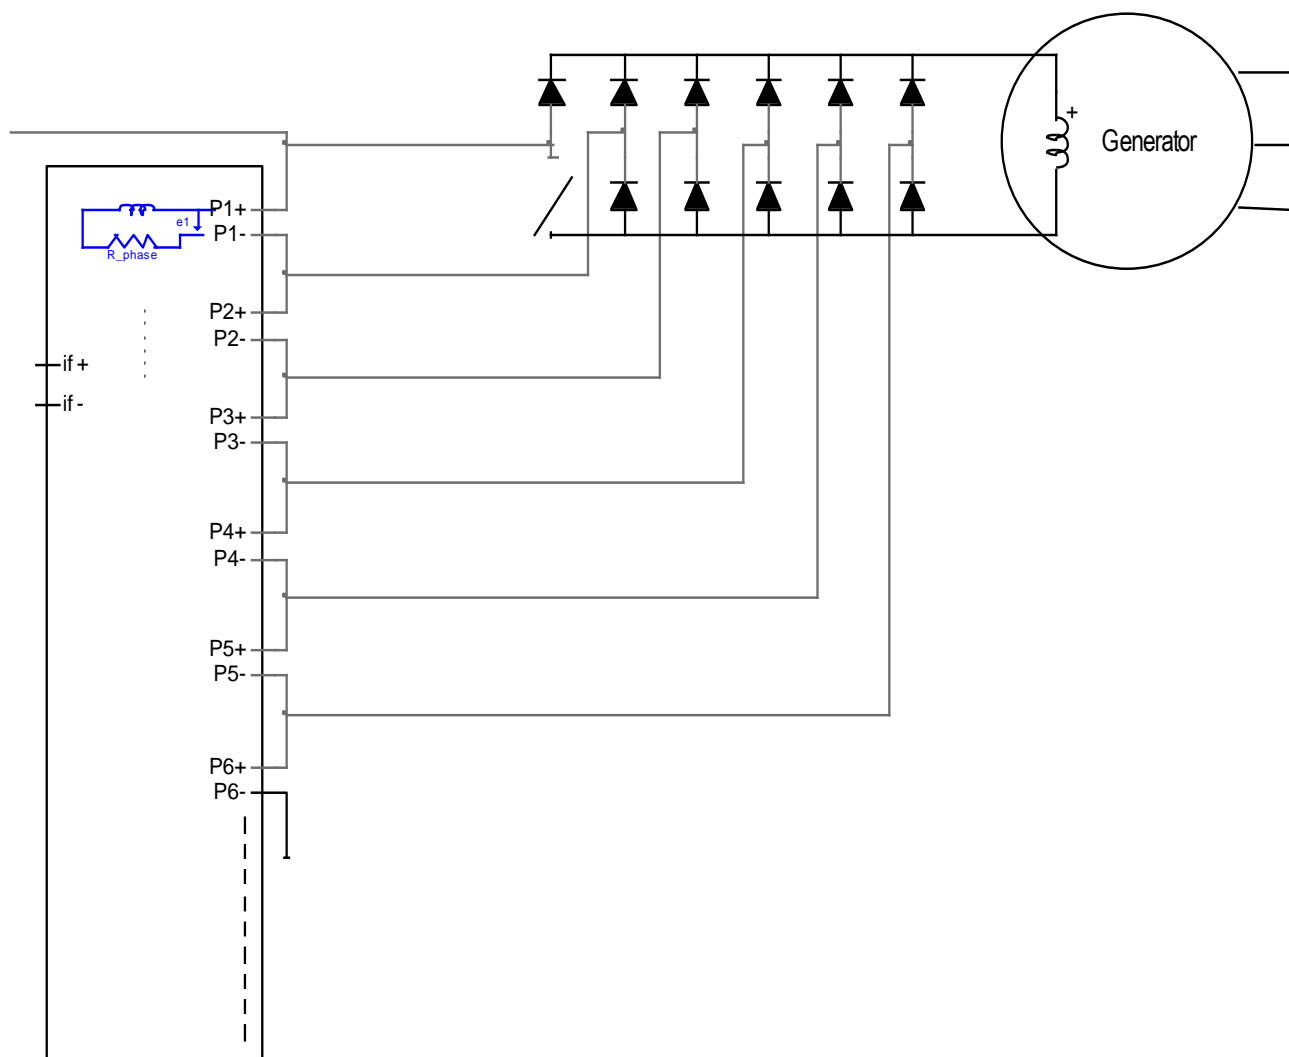 +
Generator
P1+
e1
P1-
R_phase
P2+
P2-
if +
if -
P3+
P3-
P4+
P4-
P5+
P5-
P6+
P6-